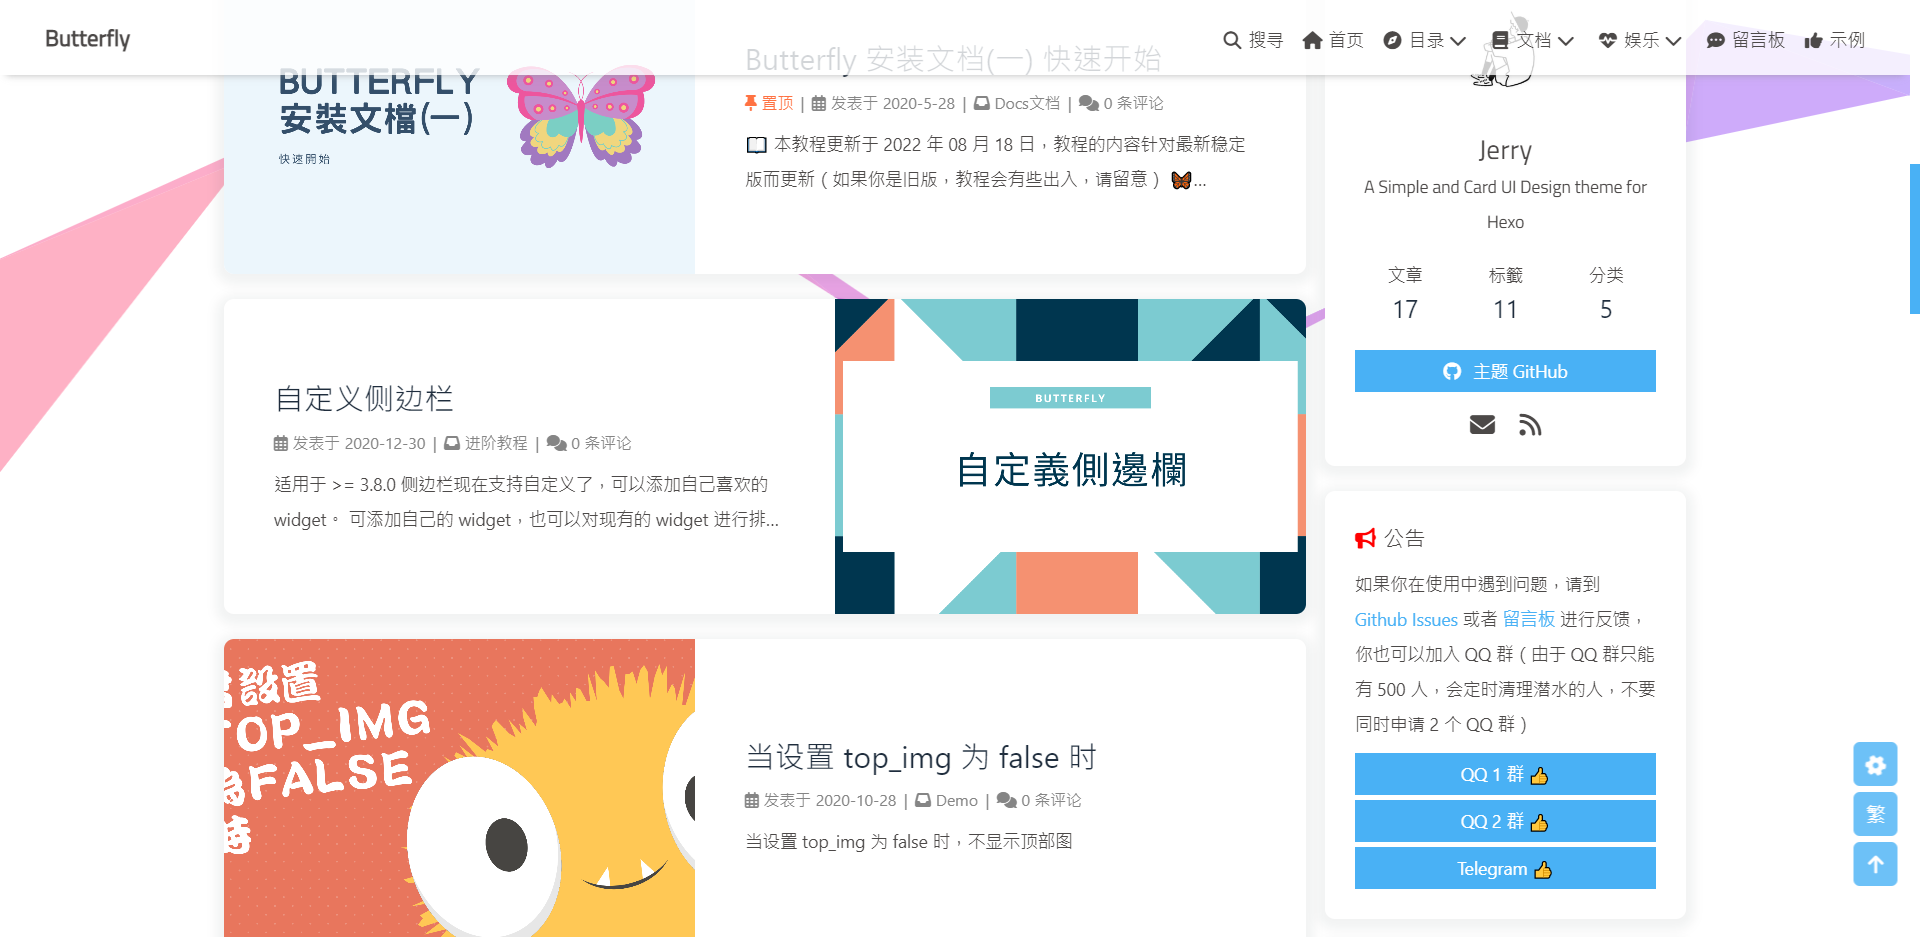 Butterfly
搜寻 首页 目录 文档 娱乐 留言板 示例
BUTTERFLY
安裝文檔(一)
快速開始
Butterfly 安装文档(一) 快速开始
置顶 | 发表于 2020-5-28 | Docs文档 | 0 条评论
📖 本教程更新于 2022 年 08 月 18 日，教程的内容针对最新稳定
版而更新（如果你是旧版，教程会有些出入，请留意）🦋...
自定义侧边栏
发表于 2020-12-30 | 进阶教程 | 0 条评论
适用于 >= 3.8.0 侧边栏现在支持自定义了，可以添加自己喜欢的
widget。 可添加自己的 widget，也可以对现有的 widget 进行排...
BUTTERFLY
自定義側邊欄
設置
TOP_IMG
為FALSE
時
当设置 top_img 为 false 时
发表于 2020-10-28 | Demo | 0 条评论
当设置 top_img 为 false 时，不显示顶部图
Jerry
A Simple and Card UI Design theme for
Hexo
文章 标籤 分类
17 11 5
主题 GitHub
公告
如果你在使用中遇到问题，请到
Github Issues 或者 留言板 进行反馈，
你也可以加入 QQ 群（由于 QQ 群只能
有 500 人，会定时清理潜水的人，不要
同时申请 2 个 QQ 群）
QQ 1 群👍
QQ 2 群👍
Telegram👍
繁